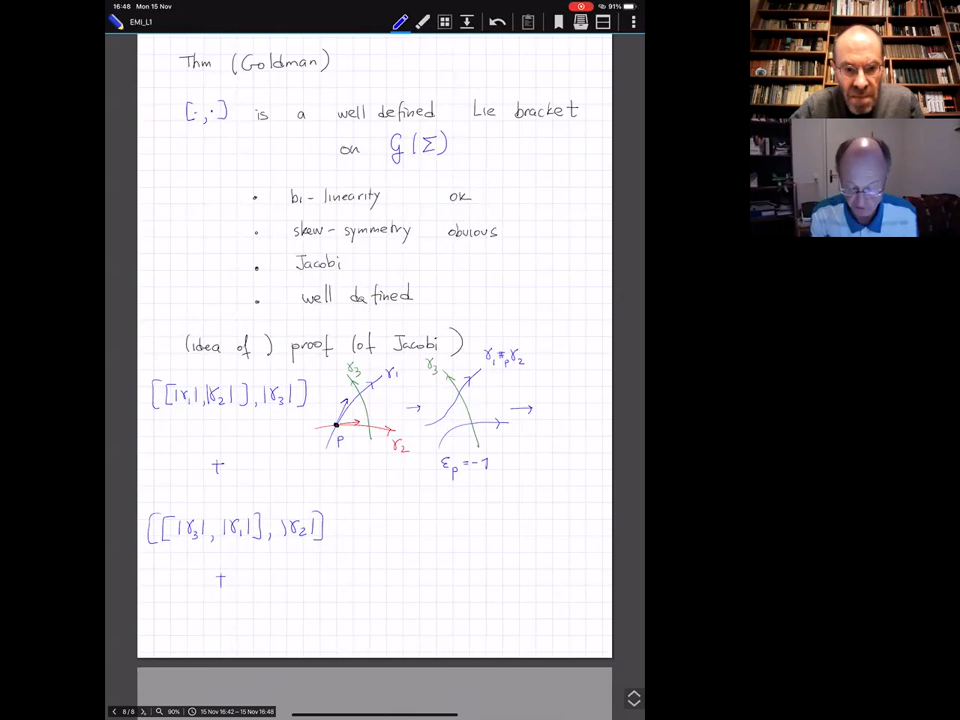 16:48 Mon 15 Nov
91%
EMI_L1
Thm (Goldman)
[·,·] is a well defined Lie bracket
on G(Σ)
· bi-linearity ok
· skew-symmetry obvious
· Jacobi
· well defined
(idea of) proof (of Jacobi)
[[|γ₁|,|γ₂|],|γ₃|]
γ₃ γ₁ γ₂ p
→
γ₃ γ₁ *ₚ γ₂
→
εₚ = -1
+
[[|γ₃|, |γ₁|], |γ₂|]
+
8/8 90% 15 Nov 16:42 – 15 Nov 16:48